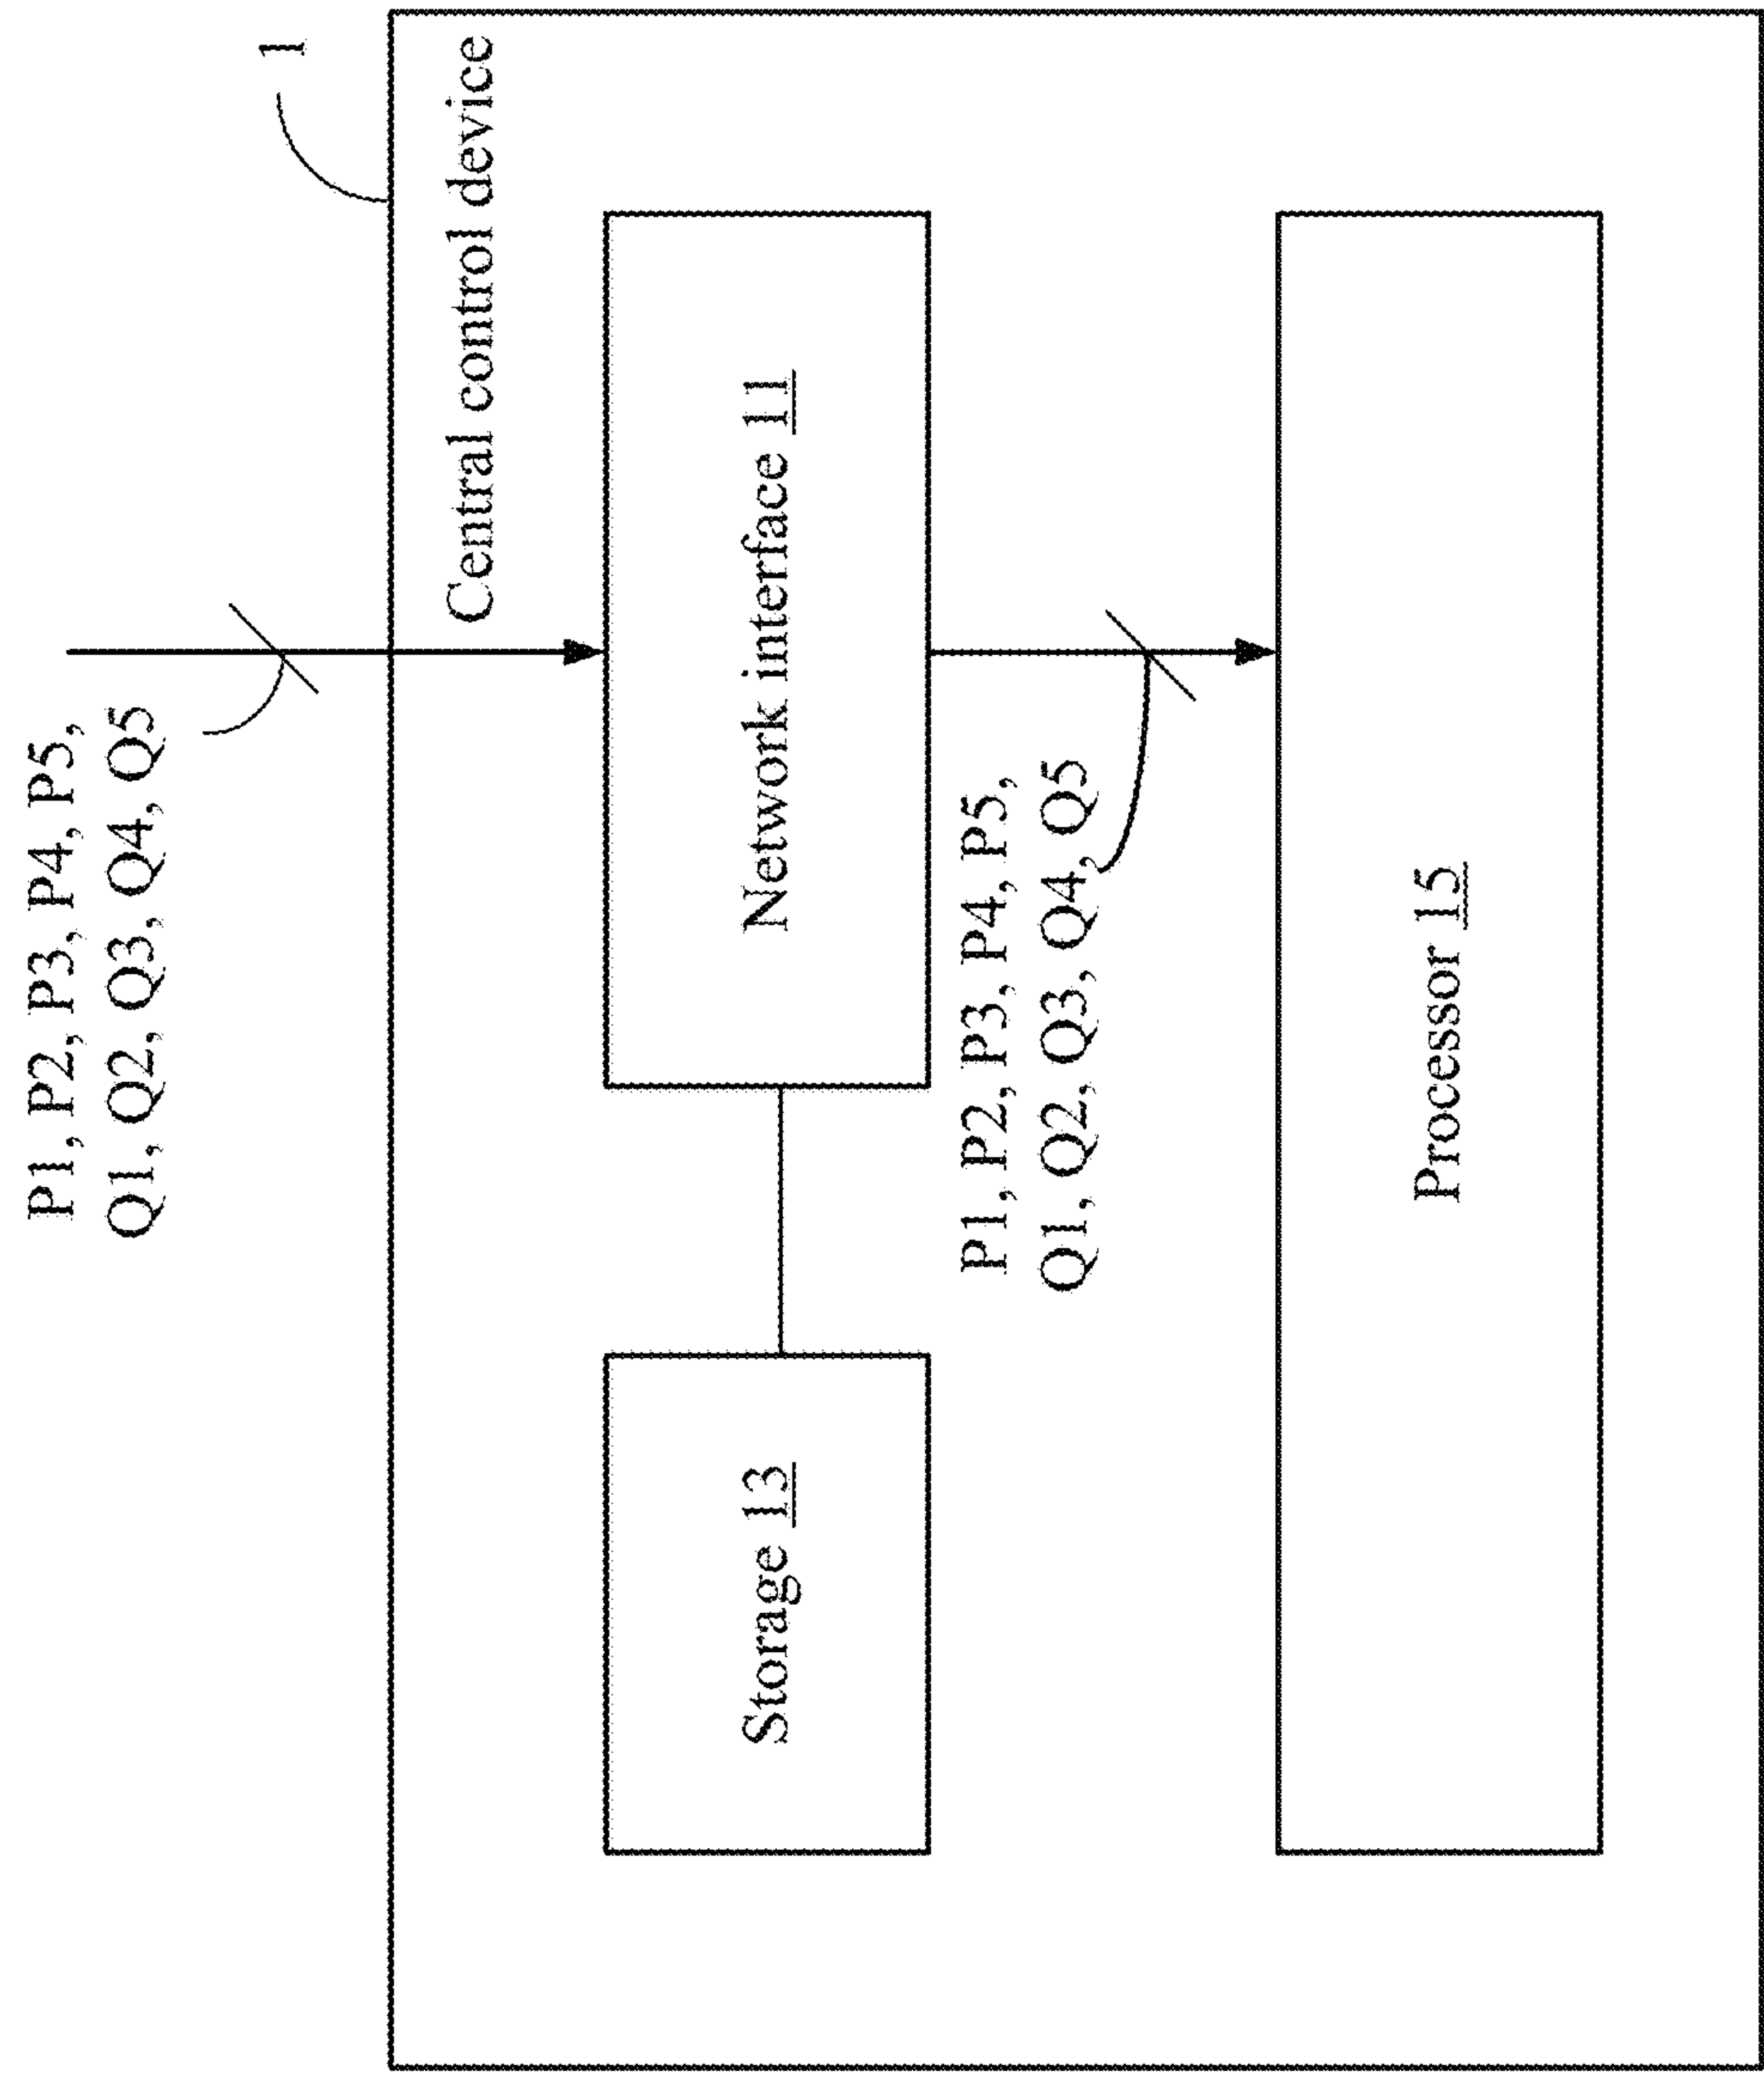 P1, P2, P3, P4, P5,
Q1, Q2, Q3, Q4, Q5
1
Central control device
Storage 13
Network interface 11
P1, P2, P3, P4, P5,
Q1, Q2, Q3, Q4, Q5
Processor 15